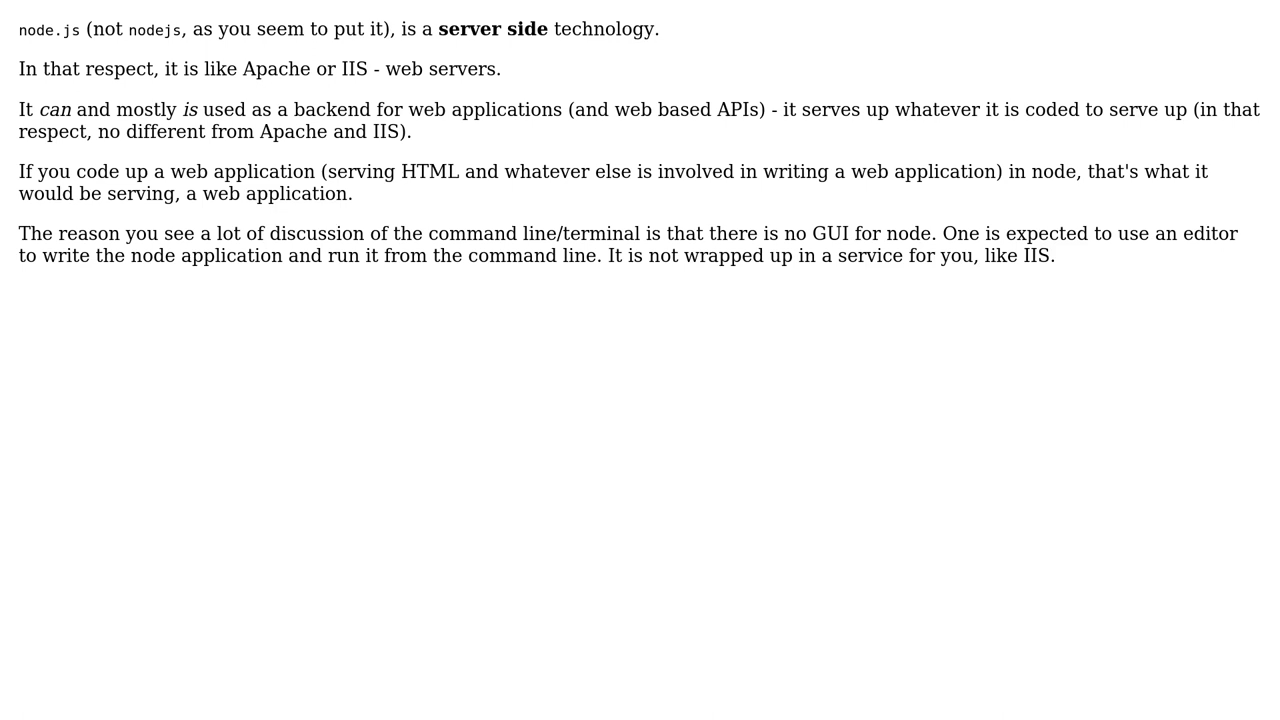 node.js (not nodejs, as you seem to put it), is a server side technology.
In that respect, it is like Apache or IIS - web servers.
It can and mostly is used as a backend for web applications (and web based APIs) - it serves up whatever it is coded to serve up (in that
respect, no different from Apache and IIS).
If you code up a web application (serving HTML and whatever else is involved in writing a web application) in node, that's what it
would be serving, a web application.
The reason you see a lot of discussion of the command line/terminal is that there is no GUI for node. One is expected to use an editor
to write the node application and run it from the command line. It is not wrapped up in a service for you, like IIS.